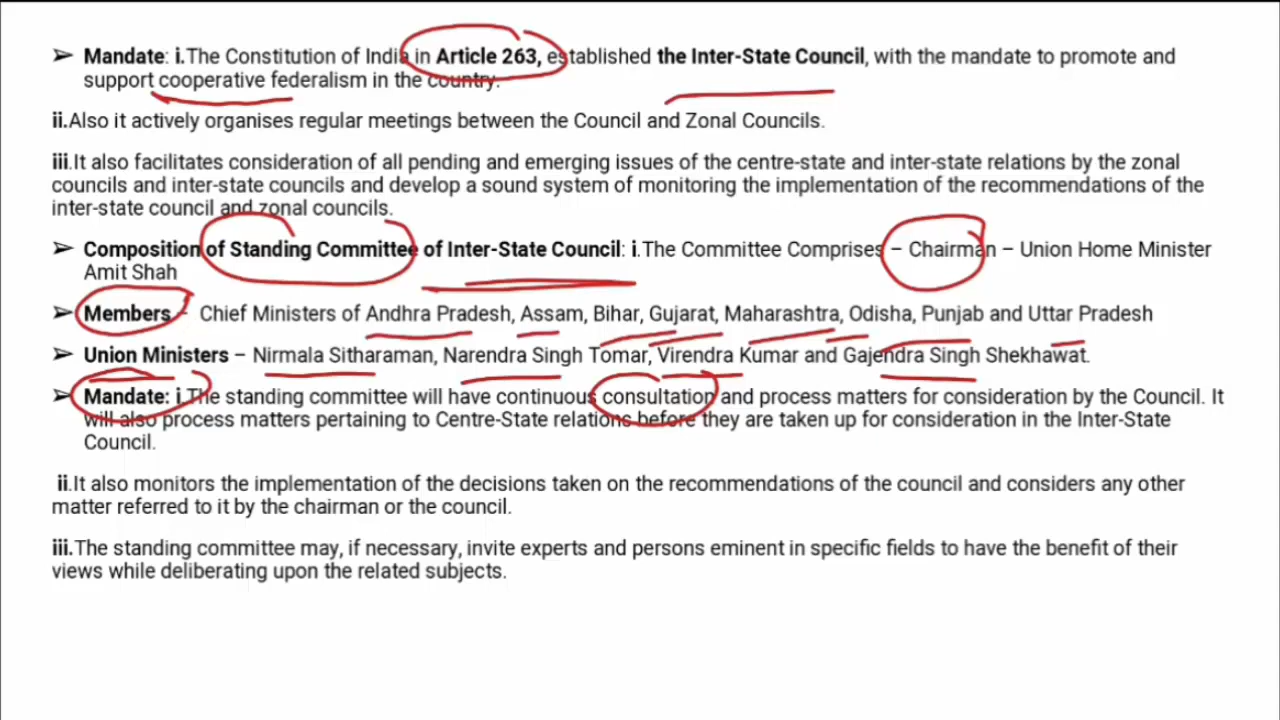 ➢ Mandate: i.The Constitution of India in Article 263, established the Inter-State Council, with the mandate to promote and
support cooperative federalism in the country.
ii.Also it actively organises regular meetings between the Council and Zonal Councils.
iii.It also facilitates consideration of all pending and emerging issues of the centre-state and inter-state relations by the zonal
councils and inter-state councils and develop a sound system of monitoring the implementation of the recommendations of the
inter-state council and zonal councils.
➢ Composition of Standing Committee of Inter-State Council: i.The Committee Comprises – Chairman – Union Home Minister
Amit Shah
➢ Members – Chief Ministers of Andhra Pradesh, Assam, Bihar, Gujarat, Maharashtra, Odisha, Punjab and Uttar Pradesh
➢ Union Ministers – Nirmala Sitharaman, Narendra Singh Tomar, Virendra Kumar and Gajendra Singh Shekhawat.
➢ Mandate: i.The standing committee will have continuous consultation and process matters for consideration by the Council. It
will also process matters pertaining to Centre-State relations before they are taken up for consideration in the Inter-State
Council.
ii.It also monitors the implementation of the decisions taken on the recommendations of the council and considers any other
matter referred to it by the chairman or the council.
iii.The standing committee may, if necessary, invite experts and persons eminent in specific fields to have the benefit of their
views while deliberating upon the related subjects.